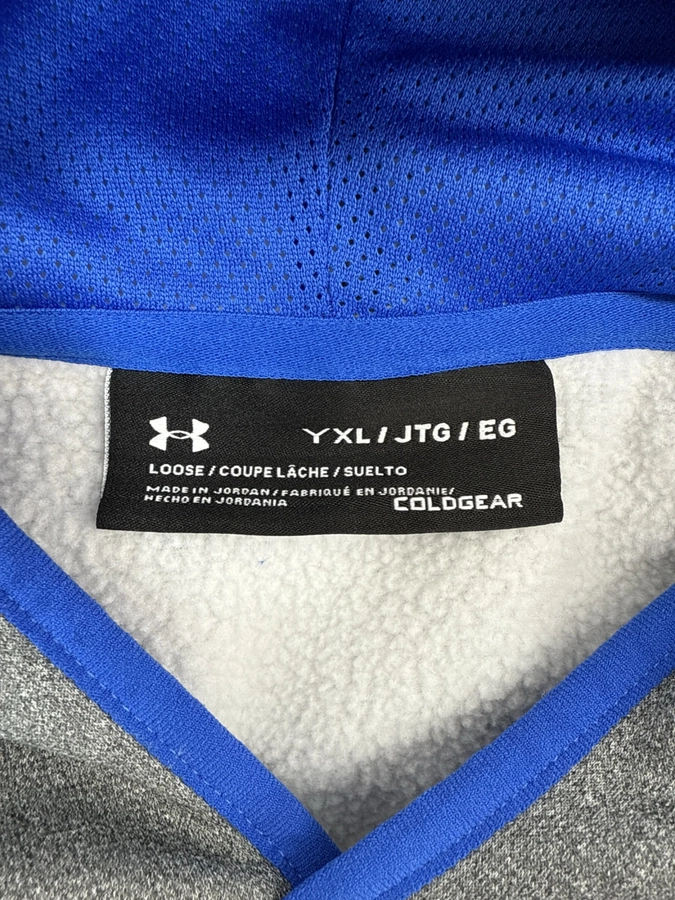 YXL / JTG / EG
LOOSE / COUPE LÂCHE / SUELTO
MADE IN JORDAN / FABRIQUÉ EN JORDANIE /
HECHO EN JORDANIA
COLDGEAR